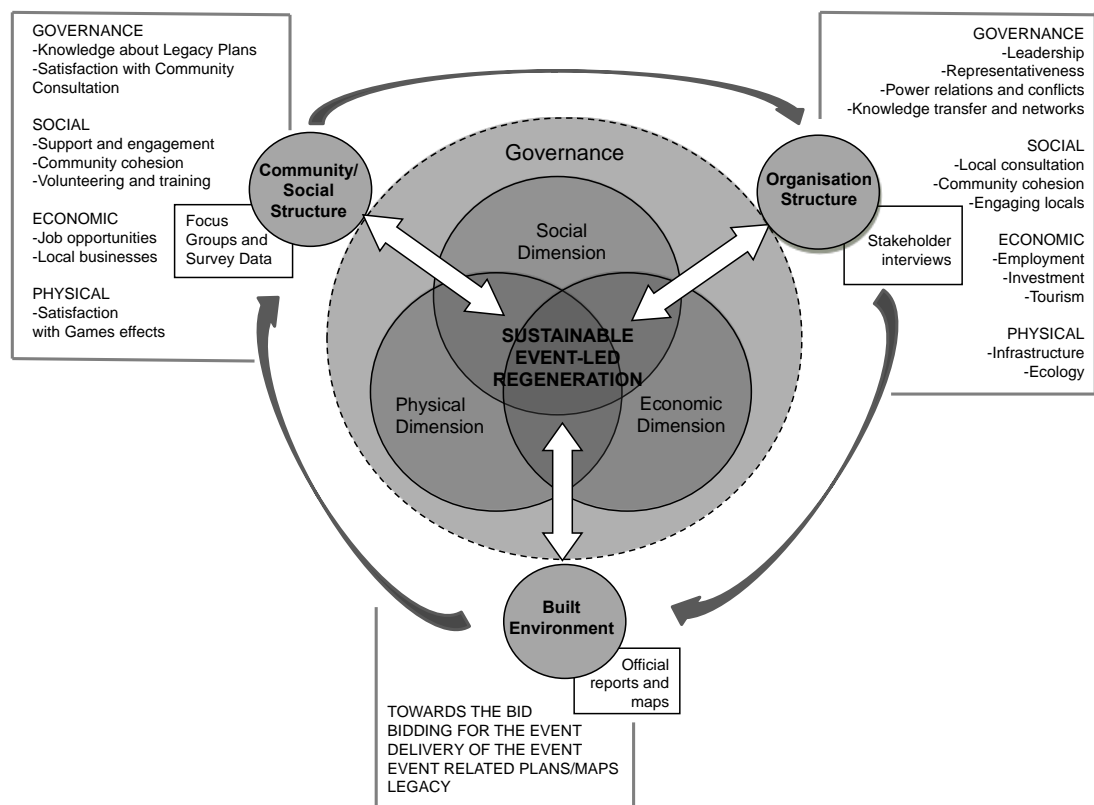 GOVERNANCE
-Knowledge about Legacy Plans
-Satisfaction with Community
Consultation
SOCIAL
-Support and engagement
-Community cohesion
-Volunteering and training
ECONOMIC
-Job opportunities
-Local businesses
PHYSICAL
-Satisfaction
with Games effects
Community/
Social
Structure
Focus
Groups and
Survey Data
Governance
Social
Dimension
SUSTAINABLE
EVENT-LED
REGENERATION
Physical
Dimension
Economic
Dimension
Organisation
Structure
Stakeholder
interviews
GOVERNANCE
-Leadership
-Representativeness
-Power relations and conflicts
-Knowledge transfer and networks
SOCIAL
-Local consultation
-Community cohesion
-Engaging locals
ECONOMIC
-Employment
-Investment
-Tourism
PHYSICAL
-Infrastructure
-Ecology
Built
Environment
Official
reports and
maps
TOWARDS THE BID
BIDDING FOR THE EVENT
DELIVERY OF THE EVENT
EVENT RELATED PLANS/MAPS
LEGACY